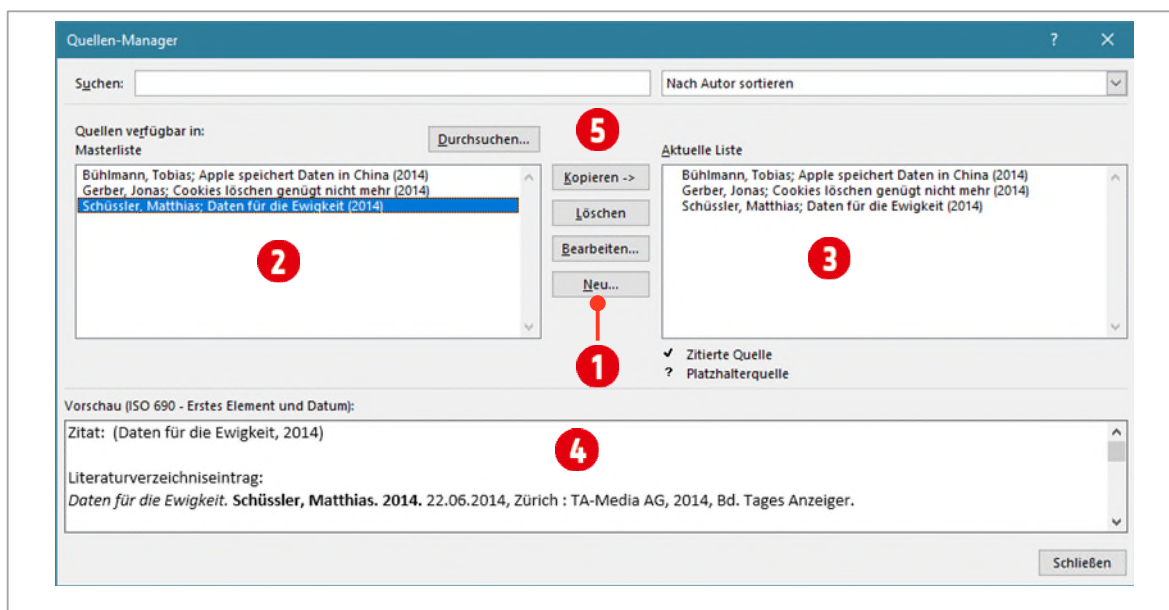 Quellen-Manager ? ✕
Suchen: Nach Autor sortieren
Quellen verfügbar in:
Masterliste
Durchsuchen...
5
Aktuelle Liste
Bühlmann, Tobias; Apple speichert Daten in China (2014)
Gerber, Jonas; Cookies löschen genügt nicht mehr (2014)
Schüssler, Matthias; Daten für die Ewigkeit (2014)
2
Kopieren ->
Löschen
Bearbeiten...
Neu...
1
Bühlmann, Tobias; Apple speichert Daten in China (2014)
Gerber, Jonas; Cookies löschen genügt nicht mehr (2014)
Schüssler, Matthias; Daten für die Ewigkeit (2014)
3
✓ Zitierte Quelle
? Platzhalterquelle
Vorschau (ISO 690 - Erstes Element und Datum):
Zitat: (Daten für die Ewigkeit, 2014)
4
Literaturverzeichniseintrag:
Daten für die Ewigkeit. Schüssler, Matthias. 2014. 22.06.2014, Zürich : TA-Media AG, 2014, Bd. Tages Anzeiger.
Schließen